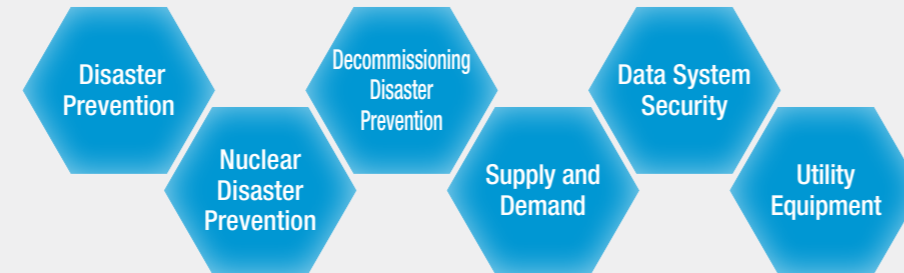 Disaster
Prevention
Nuclear
Disaster
Prevention
Decommissioning
Disaster
Prevention
Supply and
Demand
Data System
Security
Utility
Equipment